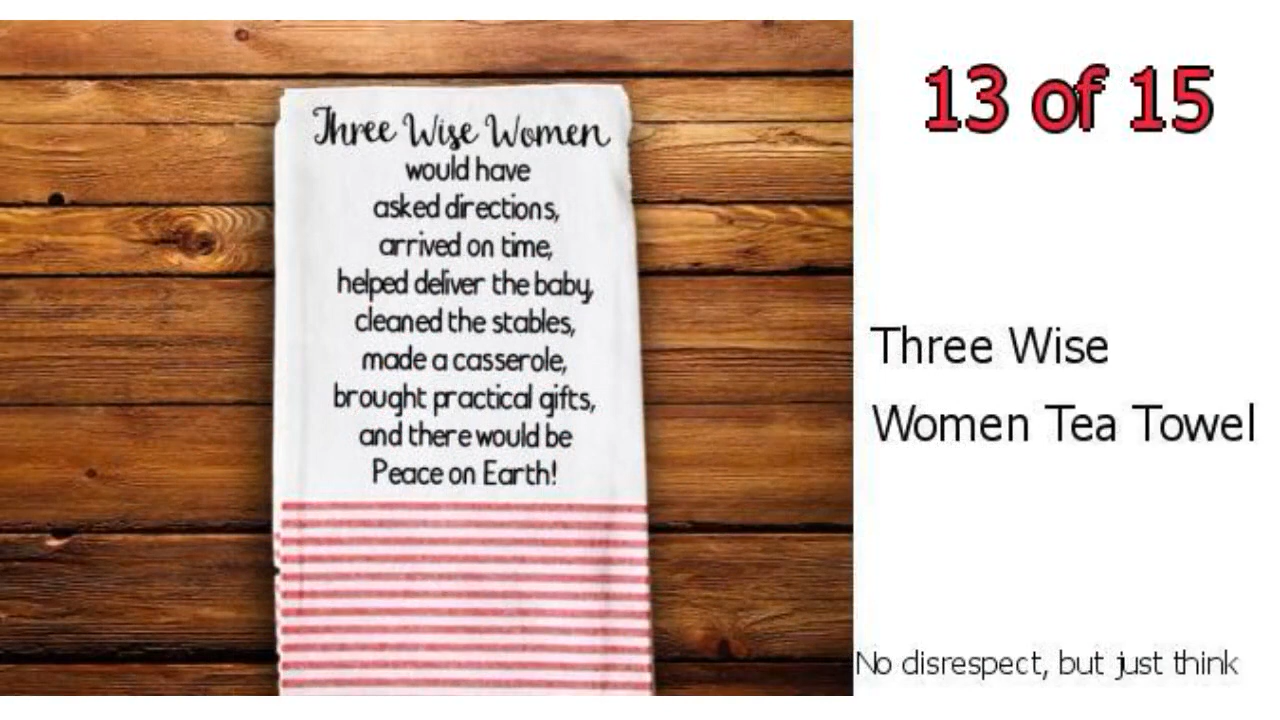 Three Wise Women
would have
asked directions,
arrived on time,
helped deliver the baby,
cleaned the stables,
made a casserole,
brought practical gifts,
and there would be
Peace on Earth!
13 of 15
Three Wise
Women Tea Towel
No disrespect, but just think